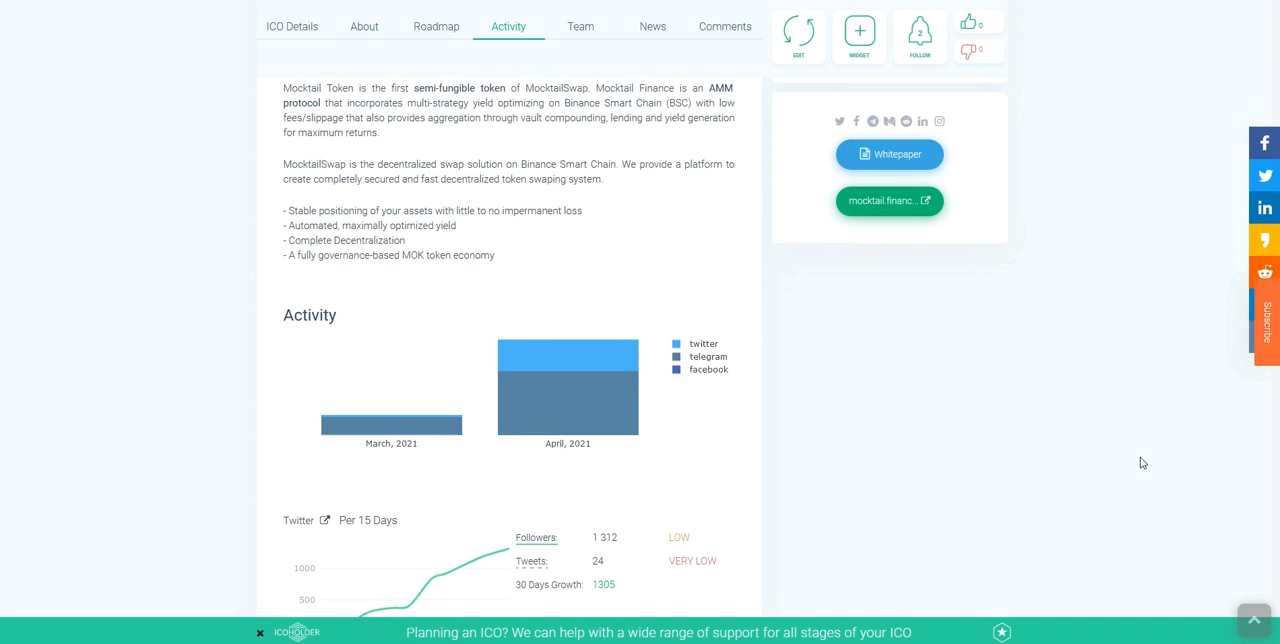 ICO Details About Roadmap Activity Team News Comments
EDIT WIDGET 2 FOLLOW 0 0
Mocktail Token is the first semi-fungible token of MocktailSwap. Mocktail Finance is an AMM
protocol that incorporates multi-strategy yield optimizing on Binance Smart Chain (BSC) with low
fees/slippage that also provides aggregation through vault compounding, lending and yield generation
for maximum returns.
MocktailSwap is the decentralized swap solution on Binance Smart Chain. We provide a platform to
create completely secured and fast decentralized token swaping system.
- Stable positioning of your assets with little to no impermanent loss
- Automated, maximally optimized yield
- Complete Decentralization
- A fully governance-based MOK token economy
Whitepaper
mocktail.financ...
Subscribe
Activity
twitter
telegram
facebook
March, 2021 April, 2021
Twitter Per 15 Days
Followers: 1 312 LOW
Tweets: 24 VERY LOW
30 Days Growth: 1305
1000
500
x ICOHOLDER Planning an ICO? We can help with a wide range of support for all stages of your ICO